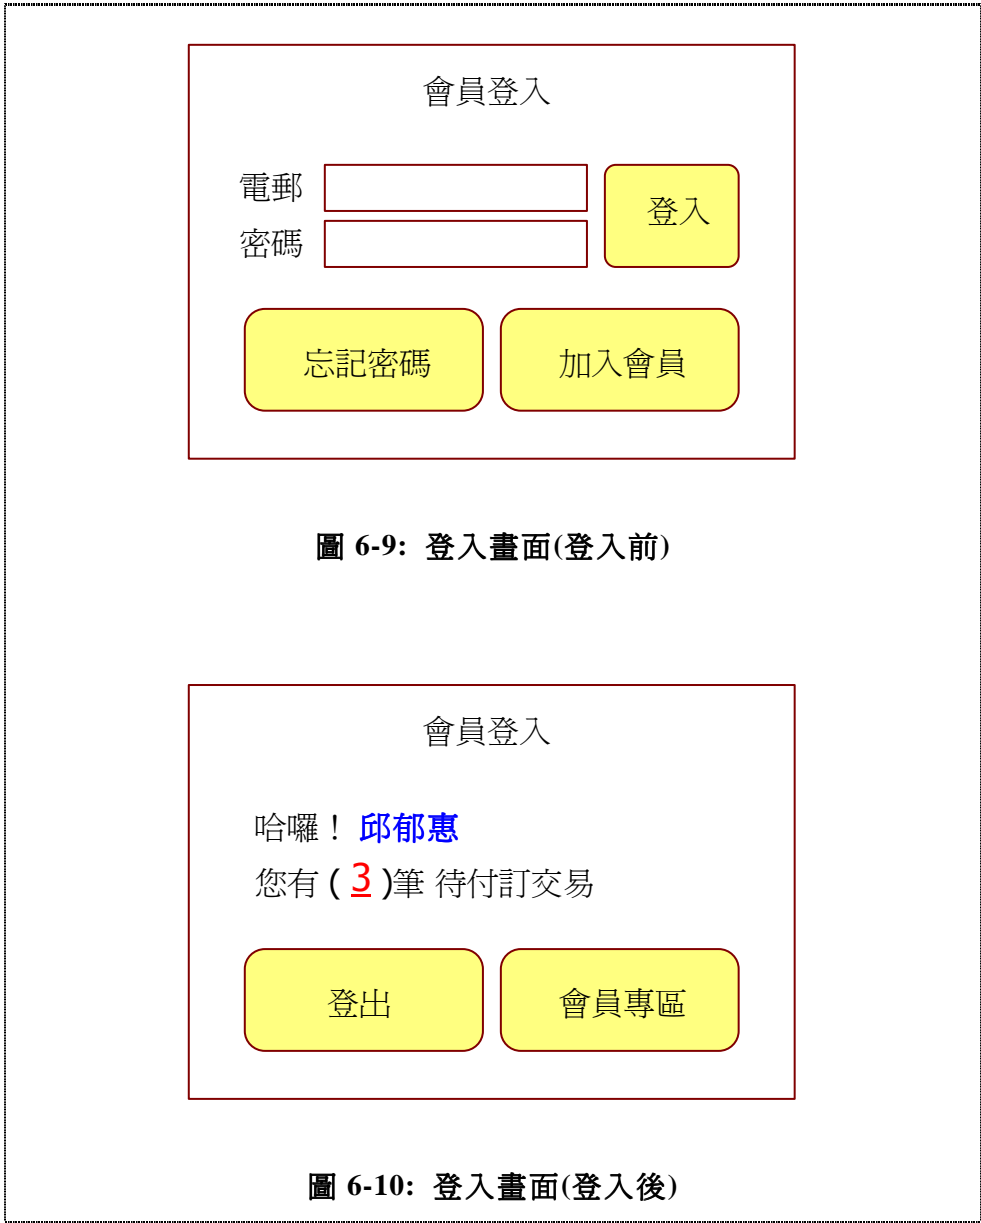 會員登入
電郵
密碼
登入
忘記密碼
加入會員
圖 6-9: 登入畫面(登入前)
會員登入
哈囉！邱郁惠
您有 ( 3 )筆 待付訂交易
登出
會員專區
圖 6-10: 登入畫面(登入後)